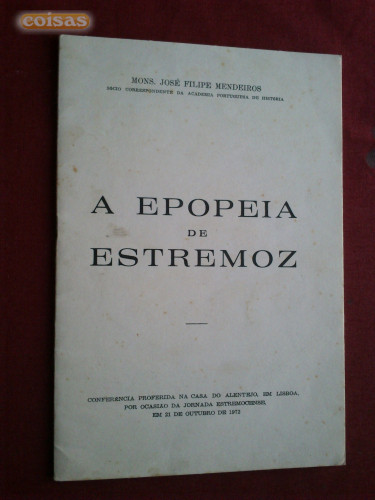 coisas
MONS. JOSÉ FILIPE MENDEIROS
SÓCIO CORRESPONDENTE DA ACADEMIA PORTUGUESA DE HISTÓRIA
A EPOPEIA
DE
ESTREMOZ
CONFERÊNCIA PROFERIDA NA CASA DO ALENTEJO, EM LISBOA,
POR OCASIÃO DA JORNADA ESTREMOCENSE,
EM 21 DE OUTUBRO DE 1972